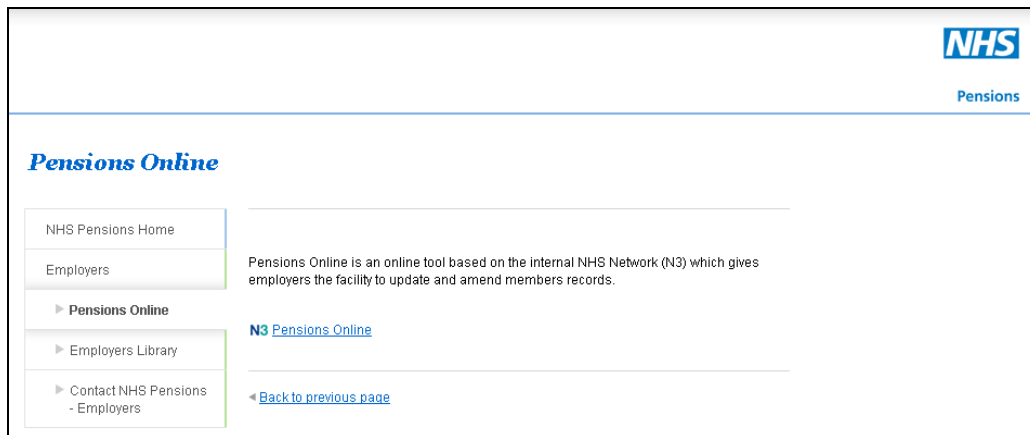 NHS
Pensions
Pensions Online
NHS Pensions Home
Employers
Pensions Online
Employers Library
Contact NHS Pensions
- Employers
Pensions Online is an online tool based on the internal NHS Network (N3) which gives
employers the facility to update and amend members records.
N3 Pensions Online
Back to previous page